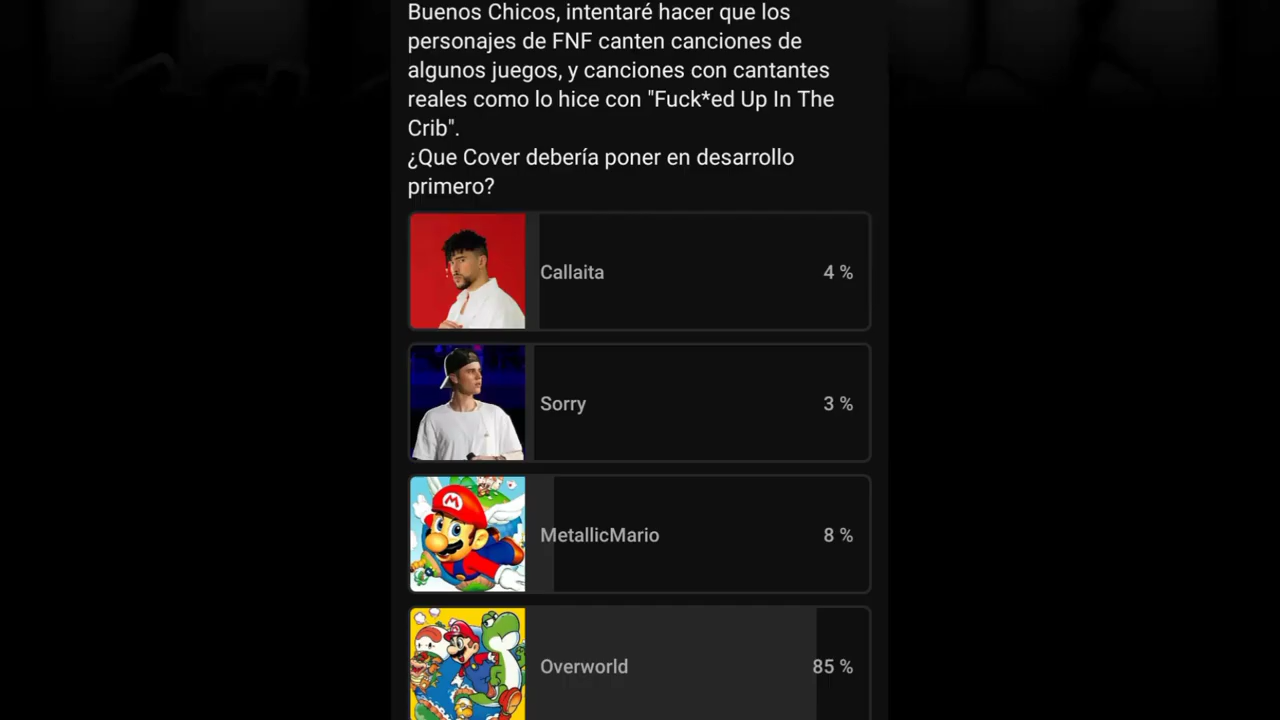 Buenos Chicos, intentaré hacer que los
personajes de FNF canten canciones de
algunos juegos, y canciones con cantantes
reales como lo hice con "Fuck*ed Up In The
Crib".
¿Que Cover debería poner en desarrollo
primero?
Callaita 4 %
Sorry 3 %
MetallicMario 8 %
Overworld 85 %